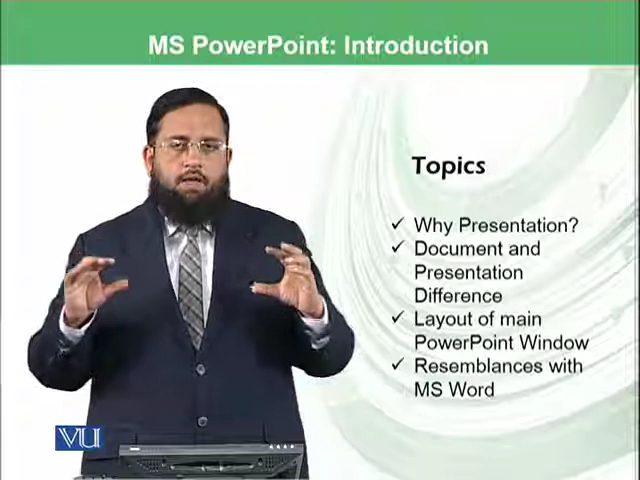 MS PowerPoint: Introduction
Topics
✓ Why Presentation?
✓ Document and
Presentation
Difference
✓ Layout of main
PowerPoint Window
✓ Resemblances with
MS Word
VU